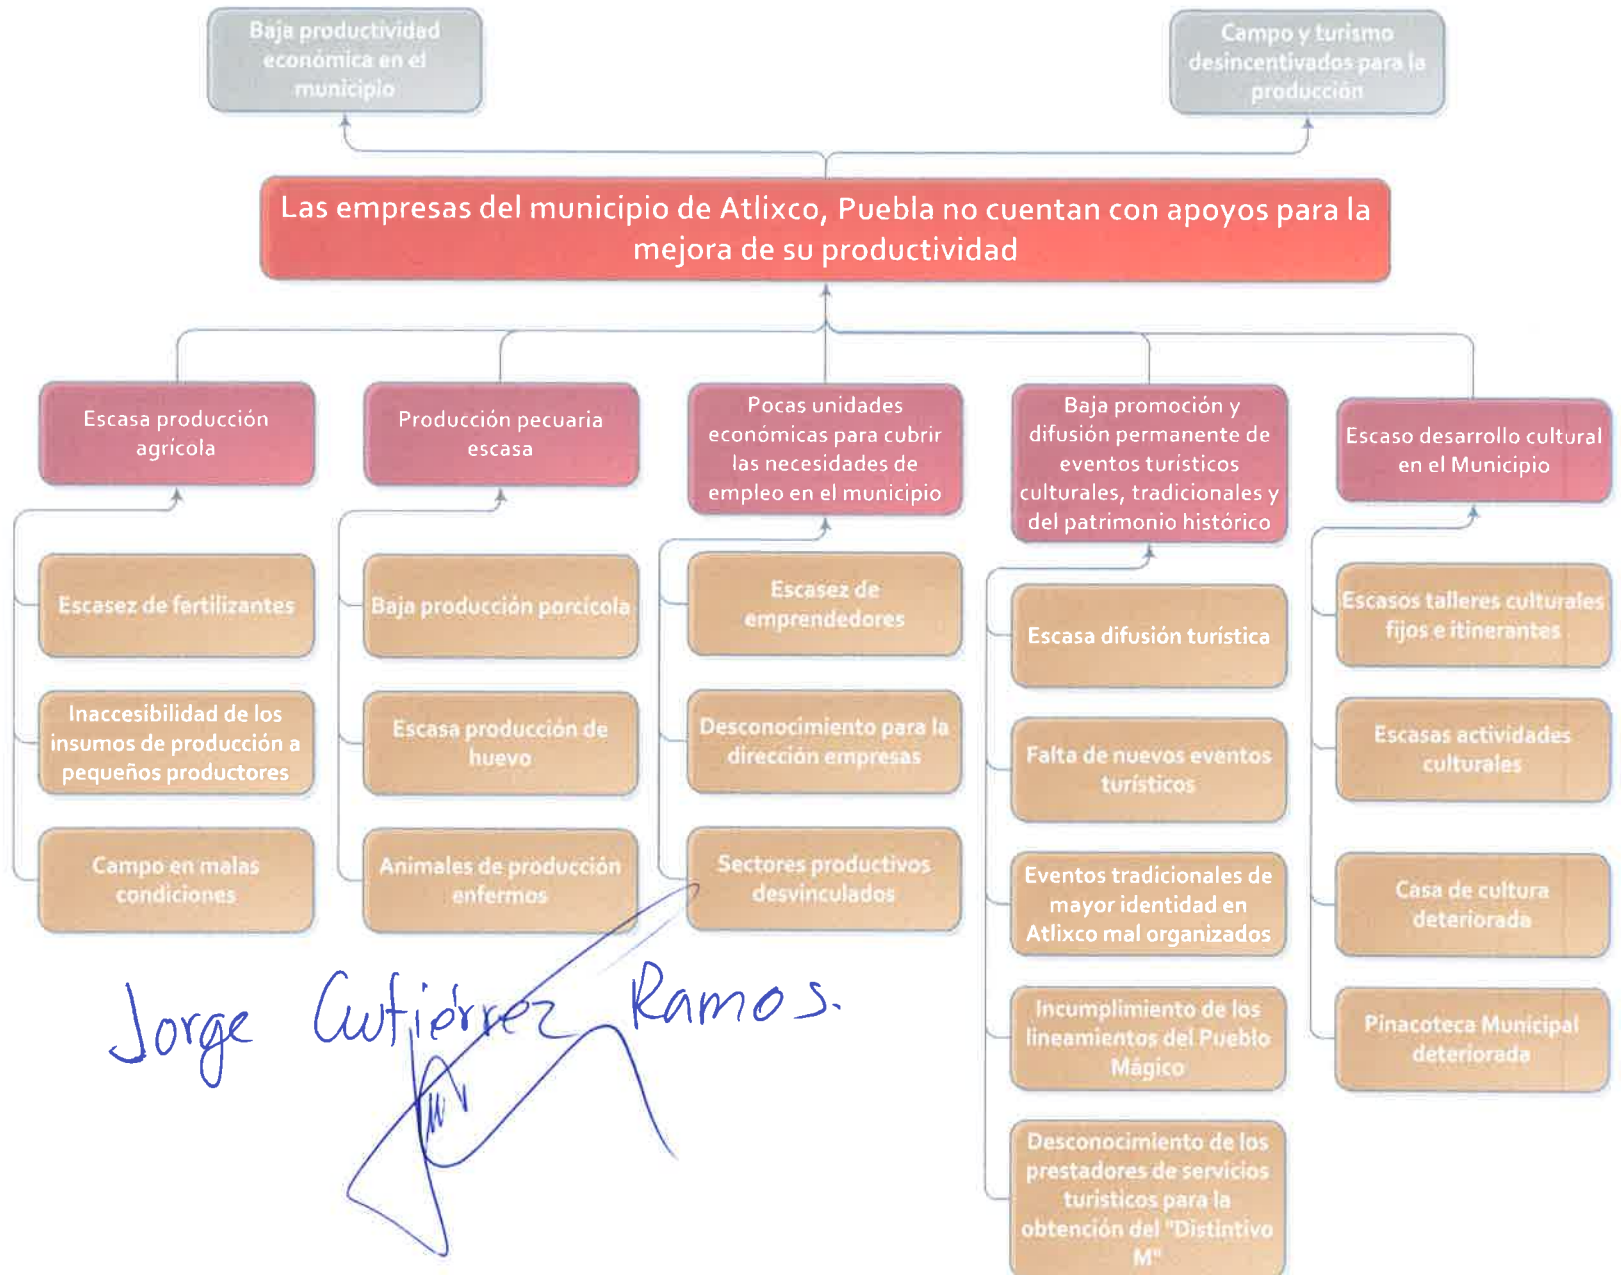 Baja productividad
económica en el
municipio
Campo y turismo
desincentivados para la
producción
Las empresas del municipio de Atlixco, Puebla no cuentan con apoyos para la
mejora de su productividad
Escasa producción
agrícola
Producción pecuaria
escasa
Pocas unidades
económicas para cubrir
las necesidades de
empleo en el municipio
Baja promoción y
difusión permanente de
eventos turísticos
culturales, tradicionales y
del patrimonio histórico
Escaso desarrollo cultural
en el Municipio
Escasez de fertilizantes
Inaccesibilidad de los
insumos de producción a
pequeños productores
Campo en malas
condiciones
Baja producción porcícola
Escasa producción de
huevo
Animales de producción
enfermos
Escasez de
emprendedores
Desconocimiento para la
dirección empresas
Sectores productivos
desvinculados
Escasa difusión turística
Falta de nuevos eventos
turísticos
Eventos tradicionales de
mayor identidad en
Atlixco mal organizados
Incumplimiento de los
lineamientos del Pueblo
Mágico
Desconocimiento de los
prestadores de servicios
turísticos para la
obtención del "Distintivo
M"
Escasos talleres culturales
fijos e itinerantes
Escasas actividades
culturales
Casa de cultura
deteriorada
Pinacoteca Municipal
deteriorada
Jorge Gutiérrez Ramos.